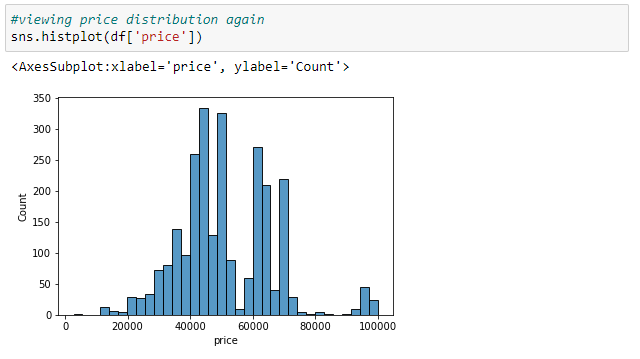 #viewing price distribution again
sns.histplot(df['price'])
<AxesSubplot:xlabel='price', ylabel='Count'>
350
300
250
200
150
100
50
0
Count
0 20000 40000 60000 80000 100000
price